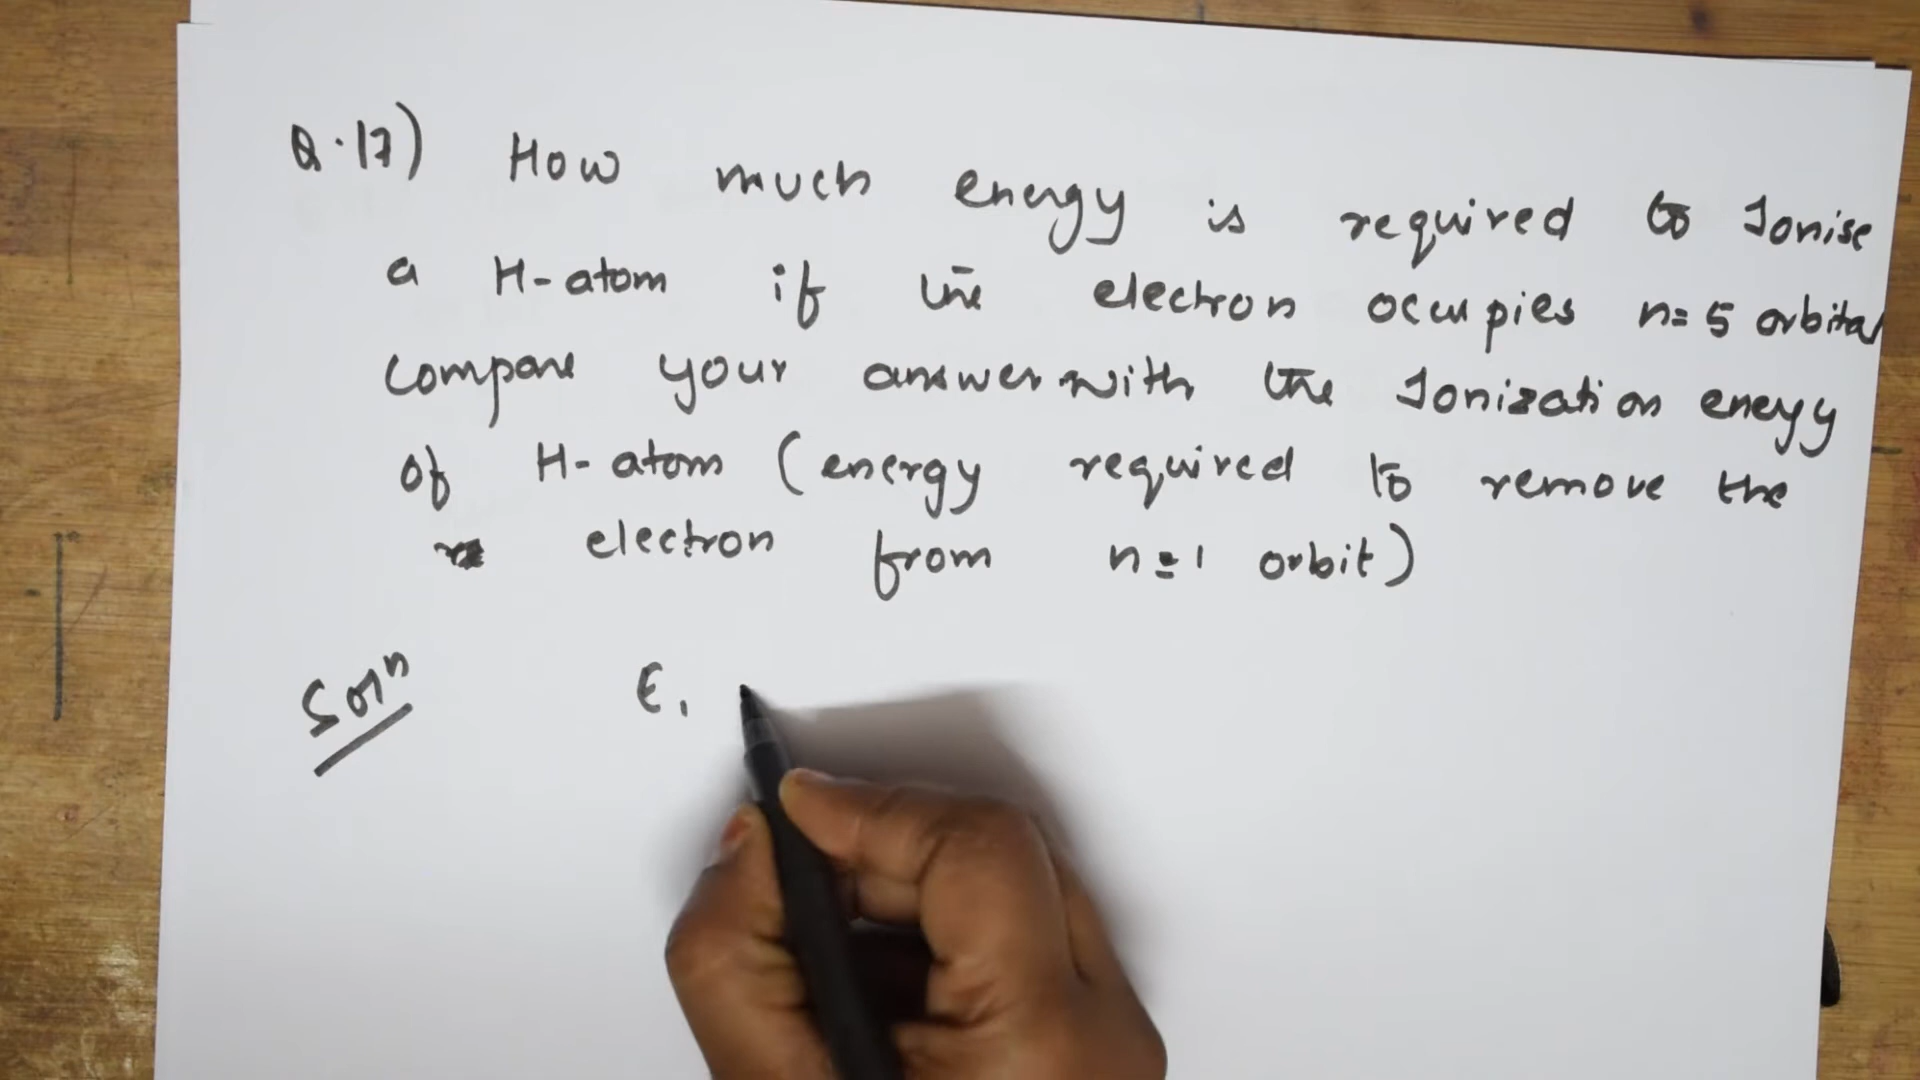 Q.17) How much energy is required to Ionise
a H-atom if the electron occupies n=5 orbital
compare your answer with the Ionization energy
of H-atom (energy required to remove the
electron from n=1 orbit)
Solⁿ E₁